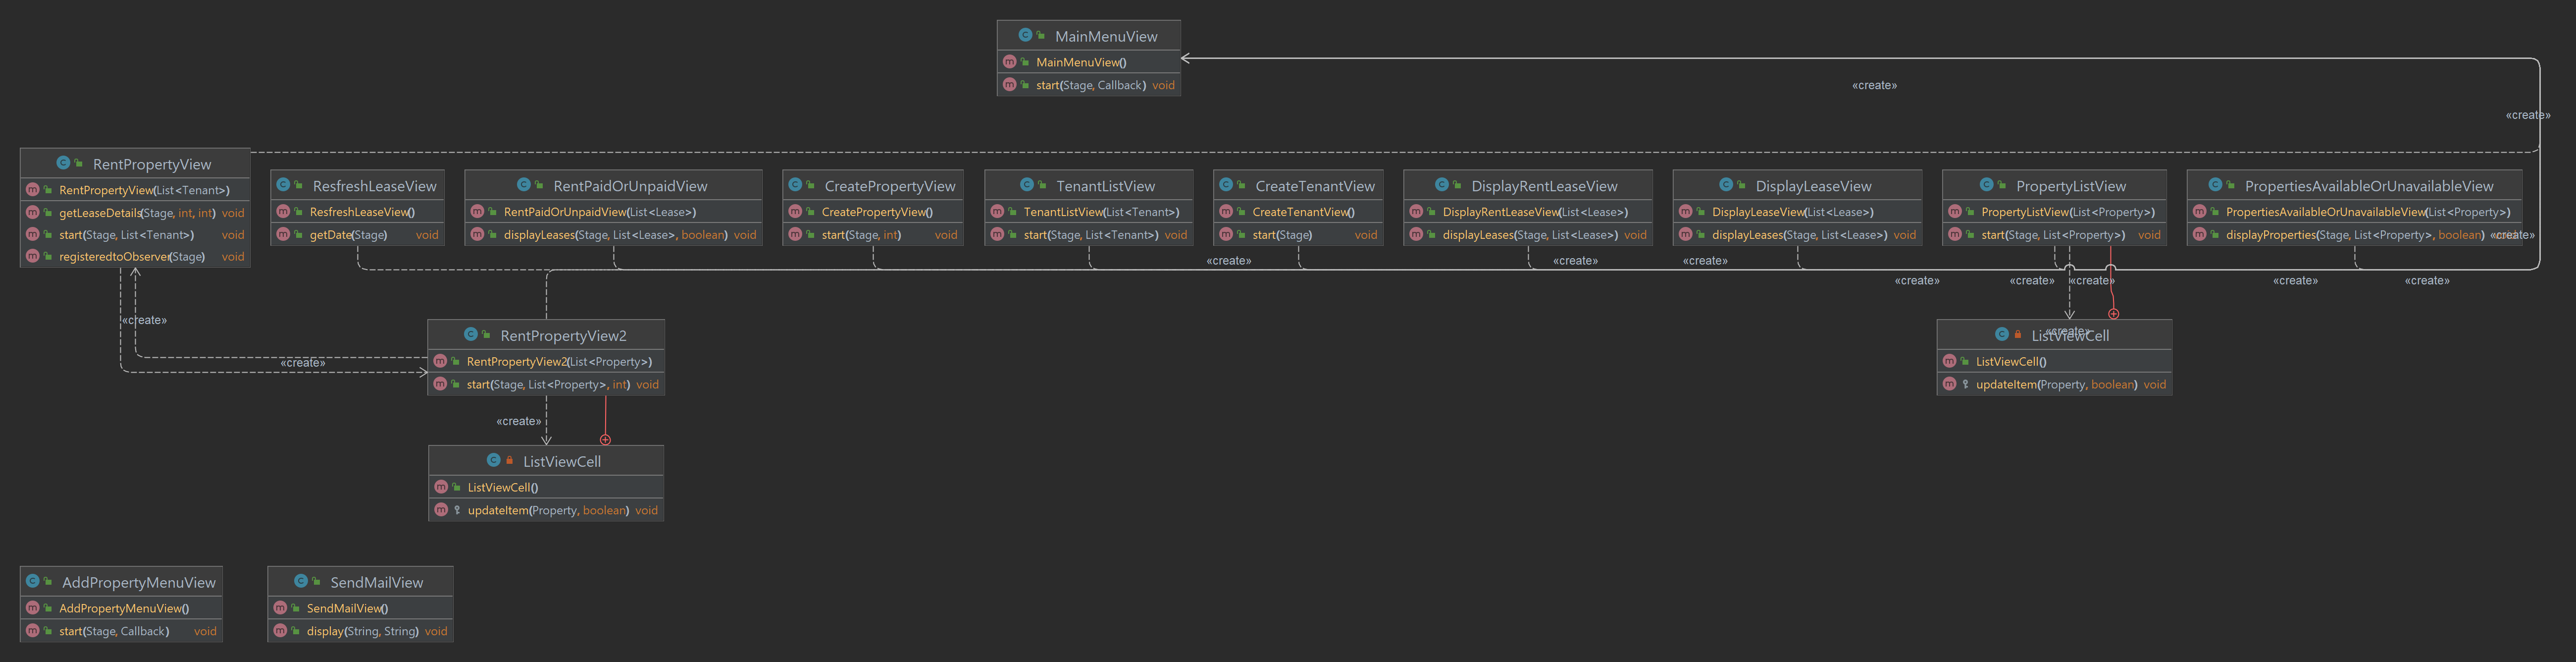 MainMenuView
MainMenuView()
start(Stage, Callback) void
«create»
«create»
RentPropertyView
RentPropertyView(List<Tenant>)
getLeaseDetails(Stage, int, int) void
start(Stage, List<Tenant>) void
registeredtoObserver(Stage) void
ResfreshLeaseView
ResfreshLeaseView()
getDate(Stage) void
RentPaidOrUnpaidView
RentPaidOrUnpaidView(List<Lease>)
displayLeases(Stage, List<Lease>, boolean) void
CreatePropertyView
CreatePropertyView()
start(Stage, int) void
TenantListView
TenantListView(List<Tenant>)
start(Stage, List<Tenant>) void
CreateTenantView
CreateTenantView()
start(Stage) void
DisplayRentLeaseView
DisplayRentLeaseView(List<Lease>)
displayLeases(Stage, List<Lease>) void
DisplayLeaseView
DisplayLeaseView(List<Lease>)
displayLeases(Stage, List<Lease>) void
PropertyListView
PropertyListView(List<Property>)
start(Stage, List<Property>) void
PropertiesAvailableOrUnavailableView
PropertiesAvailableOrUnavailableView(List<Property>)
displayProperties(Stage, List<Property>, boolean) void
«create»
«create»
«create»
«create»
«create»
«create»
«create»
«create»
«create»
«create»
«create»
RentPropertyView2
RentPropertyView2(List<Property>)
start(Stage, List<Property>, int) void
«create»
ListViewCell
ListViewCell()
updateItem(Property, boolean) void
«create»
«create»
ListViewCell
ListViewCell()
updateItem(Property, boolean) void
AddPropertyMenuView
AddPropertyMenuView()
start(Stage, Callback) void
SendMailView
SendMailView()
display(String, String) void